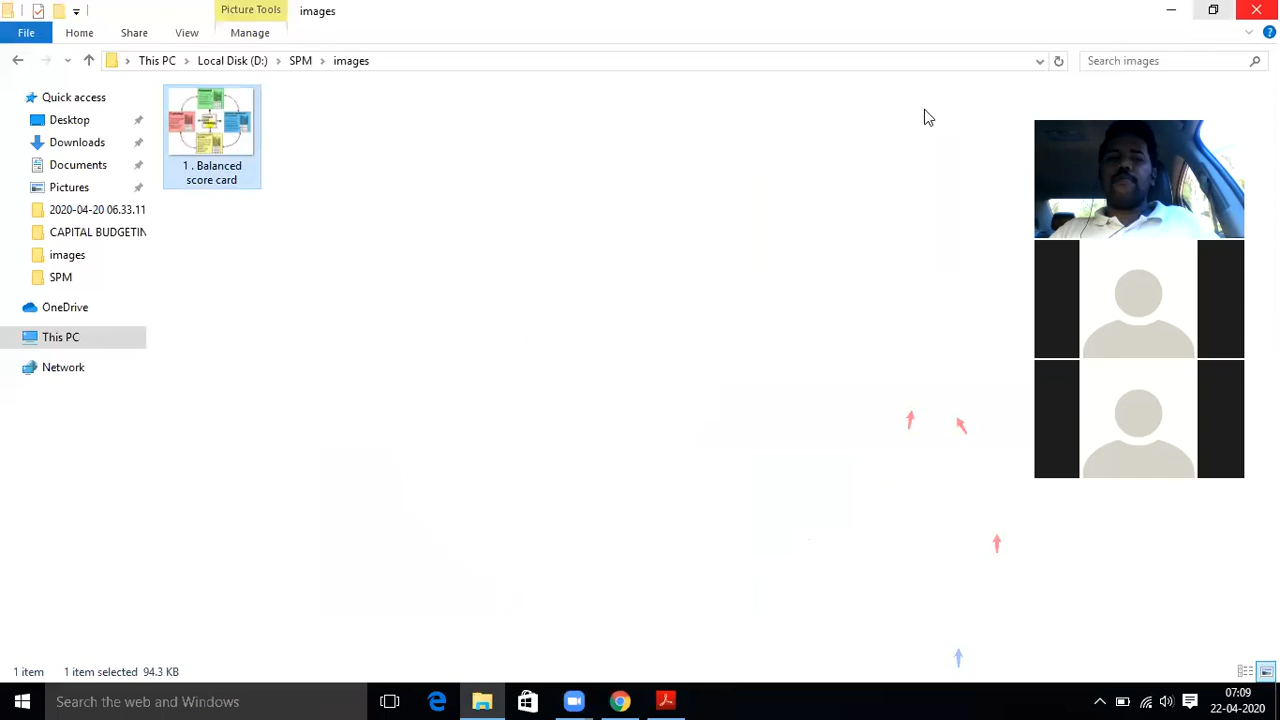 Picture Tools
images
File
Home
Share
View
Manage
This PC
Local Disk (D:)
SPM
images
Search images
Quick access
Desktop
Downloads
Documents
Pictures
2020-04-20 06.33.11
CAPITAL BUDGETIN
images
SPM
OneDrive
This PC
Network
1 . Balanced
score card
1 item
1 item selected 94.3 KB
Search the web and Windows
07:09
22-04-2020